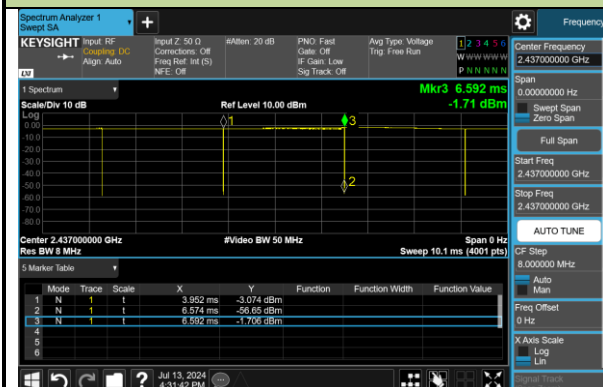 Spectrum Analyzer 1
Swept SA
+
Frequency
KEYSIGHT
Input: RF
Coupling: DC
Align: Auto
Input Z: 50 Ω
Corrections: Off
Freq Ref: Int (S)
NFE: Off
#Atten: 20 dB
PNO: Fast
Gate: Off
IF Gain: Low
Sig Track: Off
Avg Type: Voltage
Trig: Free Run
1 2 3 4 5 6
W W W W W W
P N N N N N
LXI
Center Frequency
2.437000000 GHz
Span
0.00000000 Hz
Swept Span
Zero Span
Full Span
Start Freq
2.437000000 GHz
Stop Freq
2.437000000 GHz
AUTO TUNE
CF Step
8.000000 MHz
Auto
Man
Freq Offset
0 Hz
X Axis Scale
Log
Lin
Signal Track
1 Spectrum
Scale/Div 10 dB
Ref Level 10.00 dBm
Mkr3 6.592 ms
-1.71 dBm
Log
0.00
-10.0
-20.0
-30.0
-40.0
-50.0
-60.0
-70.0
-80.0
1
3
2
Center 2.437000000 GHz
Res BW 8 MHz
#Video BW 50 MHz
Span 0 Hz
Sweep 10.1 ms (4001 pts)
5 Marker Table
Mode Trace Scale X Y Function Function Width Function Value
1 N 1 t 3.952 ms -3.074 dBm
2 N 1 t 6.574 ms -56.65 dBm
3 N 1 t 6.592 ms -1.706 dBm
4
5
6
?
Jul 13, 2024
4:31:42 PM